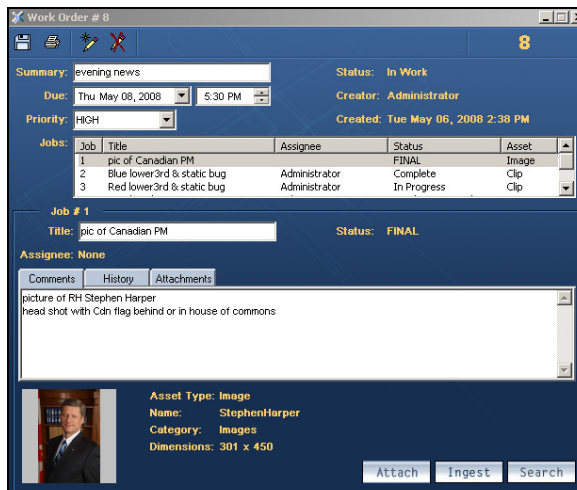 Work Order # 8
8
Summary: evening news Status: In Work
Due: Thu May 08, 2008 5:30 PM Creator: Administrator
Priority: HIGH Created: Tue May 06, 2008 2:38 PM
Jobs: Job Title Assignee Status Asset
1 pic of Canadian PM FINAL Image
2 Blue lower3rd & static bug Administrator Complete Clip
3 Red lower3rd & static bug Administrator In Progress Clip
Job # 1
Title: pic of Canadian PM Status: FINAL
Assignee: None
Comments History Attachments
picture of RH Stephen Harper
head shot with Cdn flag behind or in house of commons
Asset Type: Image
Name: StephenHarper
Category: Images
Dimensions: 301 x 450
Attach Ingest Search